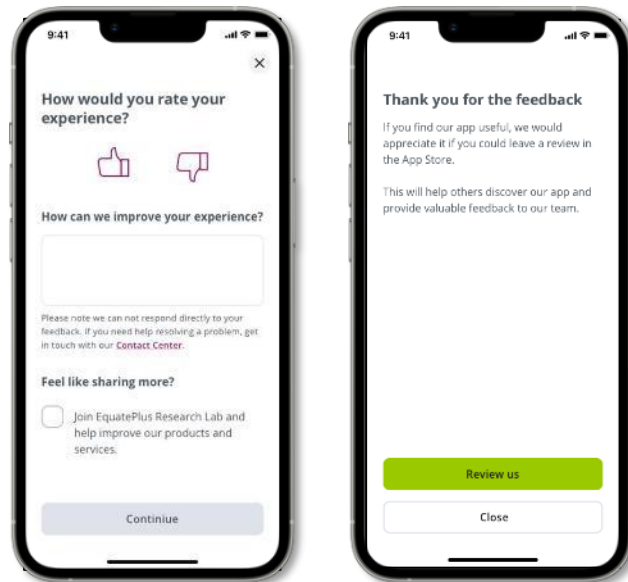 9:41
How would you rate your
experience?
How can we improve your experience?
Please note we can not respond directly to your
feedback. If you need help resolving a problem, get
in touch with our Contact Center.
Feel like sharing more?
Join EquatePlus Research Lab and
help improve our products and
services.
Continiue
9:41
Thank you for the feedback
If you find our app useful, we would
appreciate it if you could leave a review in
the App Store.
This will help others discover our app and
provide valuable feedback to our team.
Review us
Close